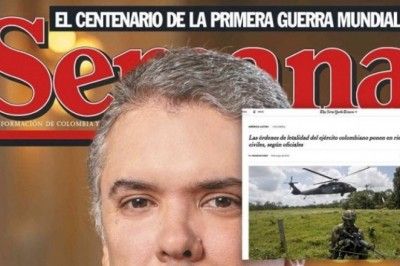 EL CENTENARIO DE LA PRIMERA GUERRA MUNDIAL
Semana
FORMACIÓN DE COLOMBIA Y
The New York Times
Las órdenes de letalidad del ejército colombiano ponen en rie
civiles, según oficiales